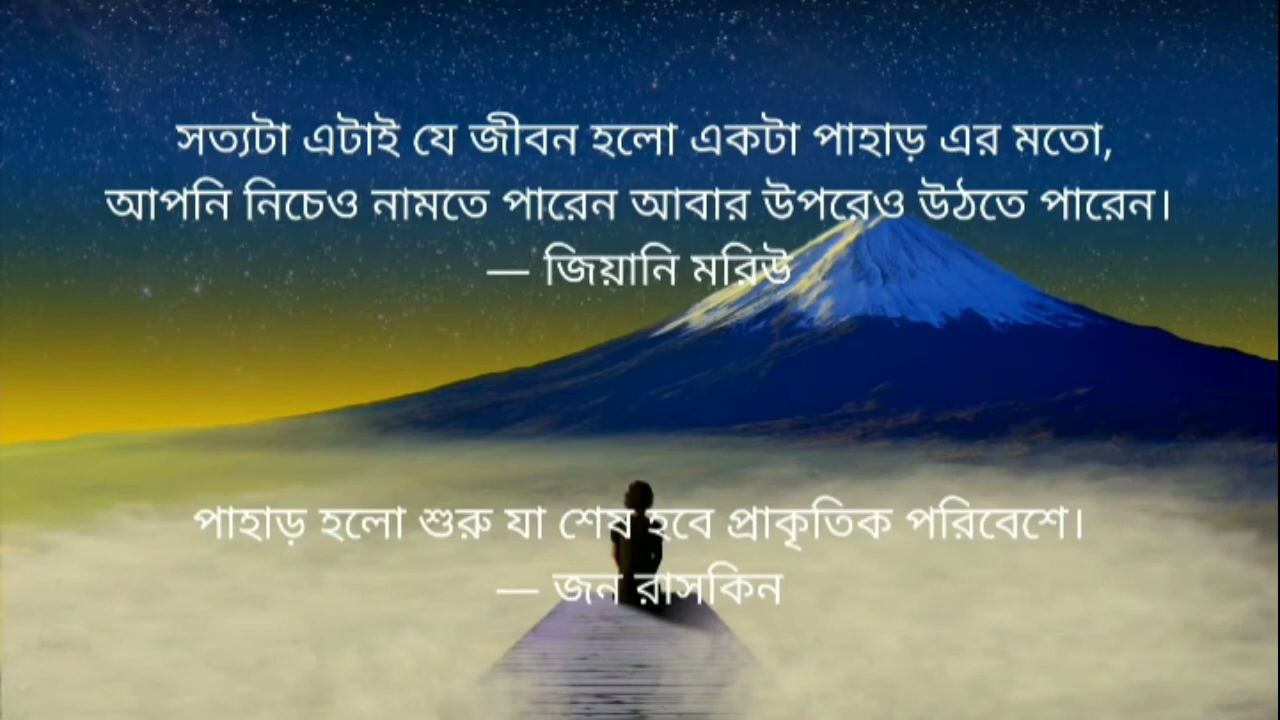 সত্যটা এটাই যে জীবন হলো একটা পাহাড় এর মতো,
আপনি নিচেও নামতে পারেন আবার উপরেও উঠতে পারেন।
— জিয়ানি মরিউ
পাহাড় হলো শুরু যা শেষ হবে প্রাকৃতিক পরিবেশে।
— জন রাসকিন